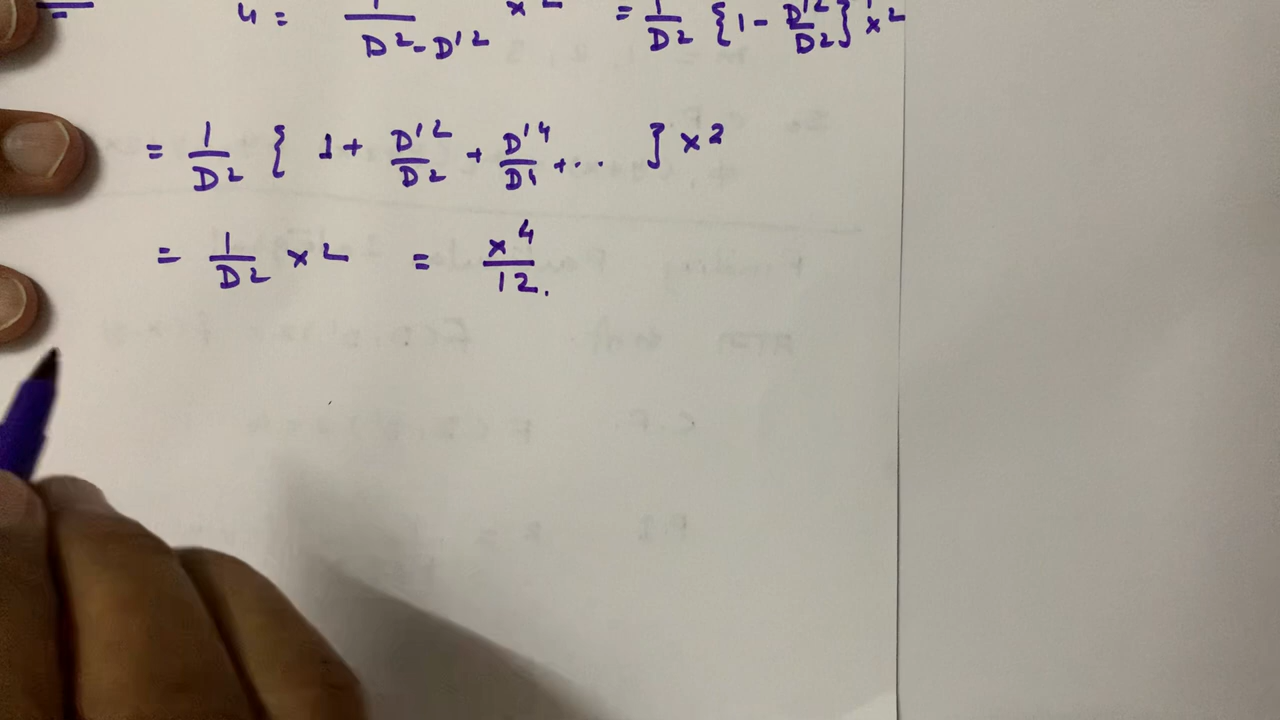 u = 1/(D²-D'²) x² = 1/D² {1 - D'²/D²}⁻¹ x²
= 1/D² { 1 + D'²/D² + D'⁴/D⁴ + .. } x²
= 1/D² x² = x⁴/12.